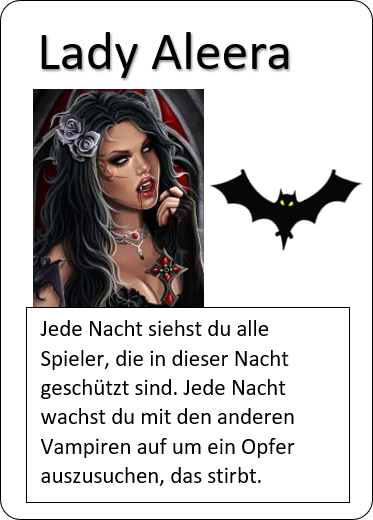 Lady Aleera
Jede Nacht siehst du alle
Spieler, die in dieser Nacht
geschützt sind. Jede Nacht
wachst du mit den anderen
Vampiren auf um ein Opfer
auszusuchen, das stirbt.